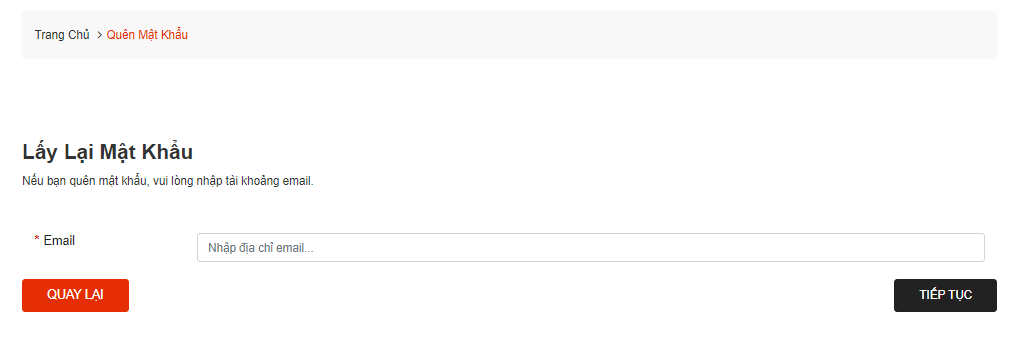 Trang Chủ > Quên Mật Khẩu
Lấy Lại Mật Khẩu
Nếu bạn quên mật khẩu, vui lòng nhập tài khoảng email.
* Email
Nhập địa chỉ email...
QUAY LẠI
TIẾP TỤC